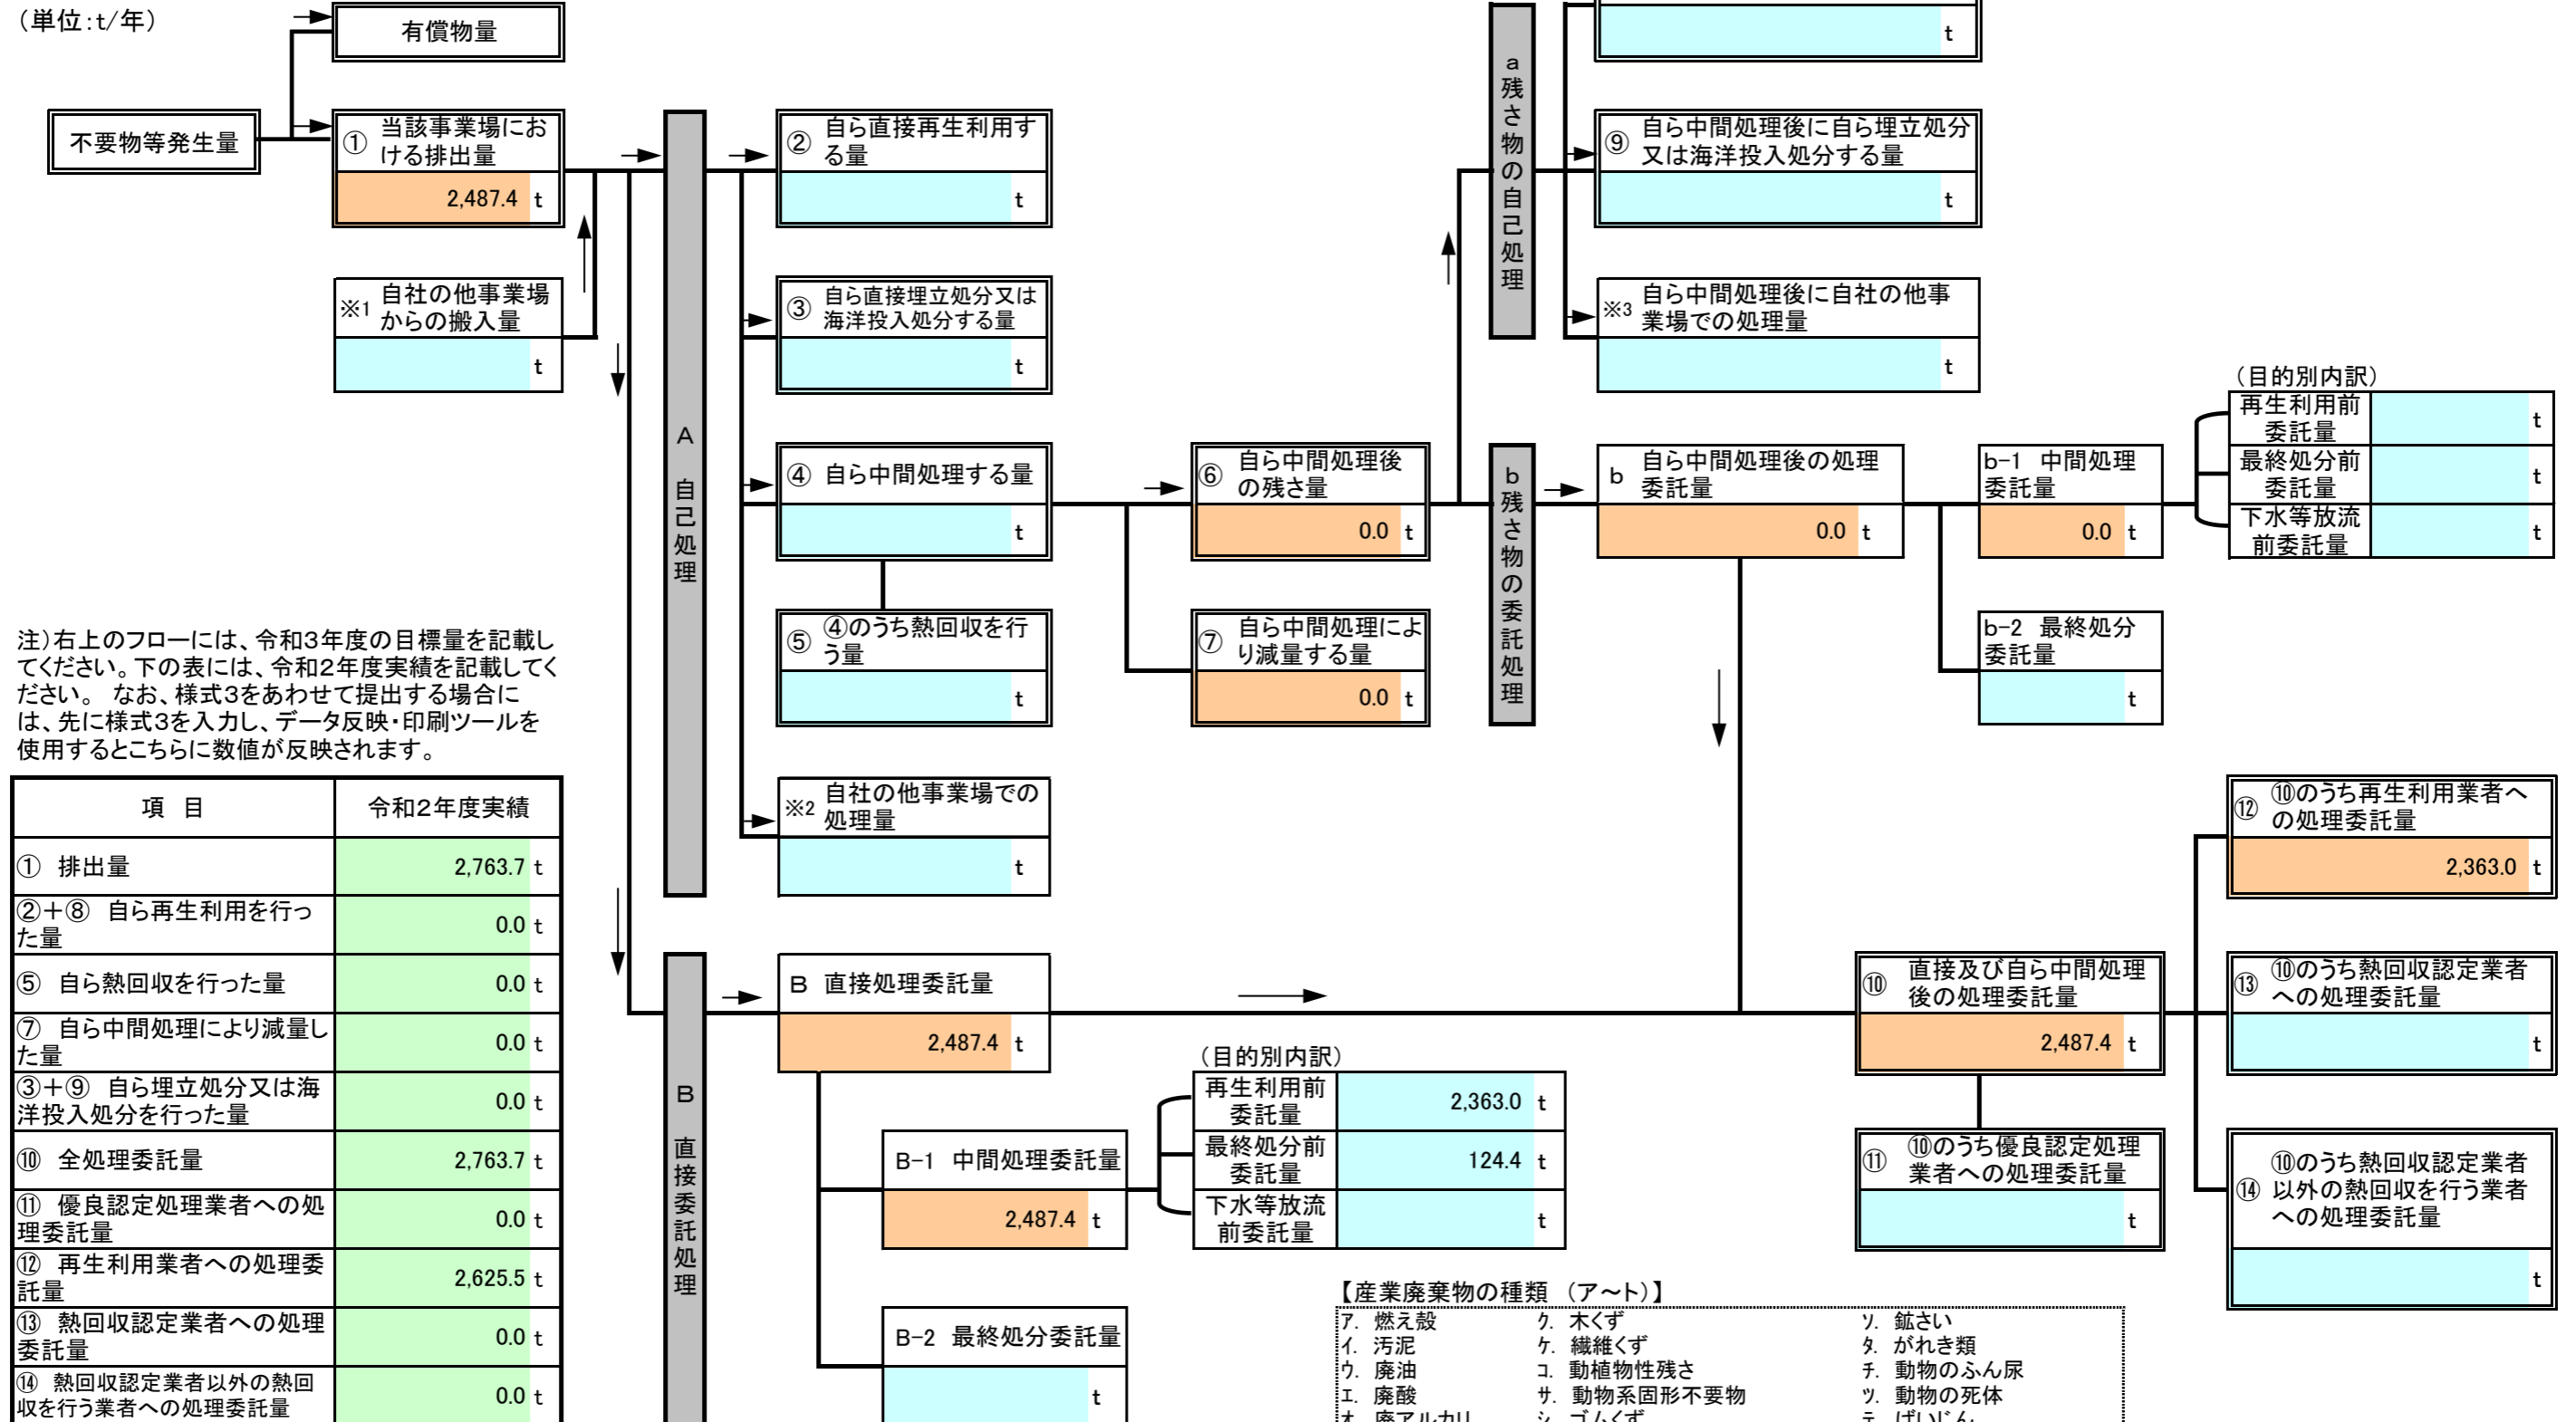 （単位：t/年）
有償物量
不要物等発生量
① 当該事業場にお
ける排出量
2,487.4 t
※1 自社の他事業場
からの搬入量
t
A 自己処理
② 自ら直接再生利用す
る量
t
③ 自ら直接埋立処分又は
海洋投入処分する量
t
④ 自ら中間処理する量
t
⑤ ④のうち熱回収を行
う量
t
※2 自社の他事業場での
処理量
t
⑥ 自ら中間処理後
の残さ量
0.0 t
⑦ 自ら中間処理によ
り減量する量
0.0 t
a 残さ物の自己処理
t
⑨ 自ら中間処理後に自ら埋立処分
又は海洋投入処分する量
t
※3 自ら中間処理後に自社の他事
業場での処理量
t
b 残さ物の委託処理
b 自ら中間処理後の処理
委託量
0.0 t
b-1 中間処理
委託量
0.0 t
（目的別内訳）
再生利用前
委託量
t
最終処分前
委託量
t
下水等放流
前委託量
t
b-2 最終処分
委託量
t
注）右上のフローには、令和３年度の目標量を記載し
てください。下の表には、令和２年度実績を記載してく
ださい。 なお、様式３をあわせて提出する場合に
は、先に様式３を入力し、データ反映・印刷ツールを
使用するとこちらに数値が反映されます。
項 目 令和２年度実績
① 排出量 2,763.7 t
②＋⑧ 自ら再生利用を行っ
た量
0.0 t
⑤ 自ら熱回収を行った量 0.0 t
⑦ 自ら中間処理により減量し
た量
0.0 t
③＋⑨ 自ら埋立処分又は海
洋投入処分を行った量
0.0 t
⑩ 全処理委託量 2,763.7 t
⑪ 優良認定処理業者への処
理委託量
0.0 t
⑫ 再生利用業者への処理委
託量
2,625.5 t
⑬ 熱回収認定業者への処理
委託量
0.0 t
⑭ 熱回収認定業者以外の熱回
収を行う業者への処理委託量
0.0 t
B 直接委託処理
B 直接処理委託量
2,487.4 t
B-1 中間処理委託量
2,487.4 t
（目的別内訳）
再生利用前
委託量
2,363.0 t
最終処分前
委託量
124.4 t
下水等放流
前委託量
t
B-2 最終処分委託量
t
⑩ 直接及び自ら中間処理
後の処理委託量
2,487.4 t
⑪ ⑩のうち優良認定処理
業者への処理委託量
t
⑫ ⑩のうち再生利用業者へ
の処理委託量
2,363.0 t
⑬ ⑩のうち熱回収認定業者
への処理委託量
t
⑭ ⑩のうち熱回収認定業者
以外の熱回収を行う業者
への処理委託量
t
【産業廃棄物の種類 （ア～ト）】
ア. 燃え殻 ク. 木くず ソ. 鉱さい
イ. 汚泥 ケ. 繊維くず タ. がれき類
ウ. 廃油 コ. 動植物性残さ チ. 動物のふん尿
エ. 廃酸 サ. 動物系固形不要物 ツ. 動物の死体
オ. 廃アルカリ シ. ゴムくず テ. ばいじん